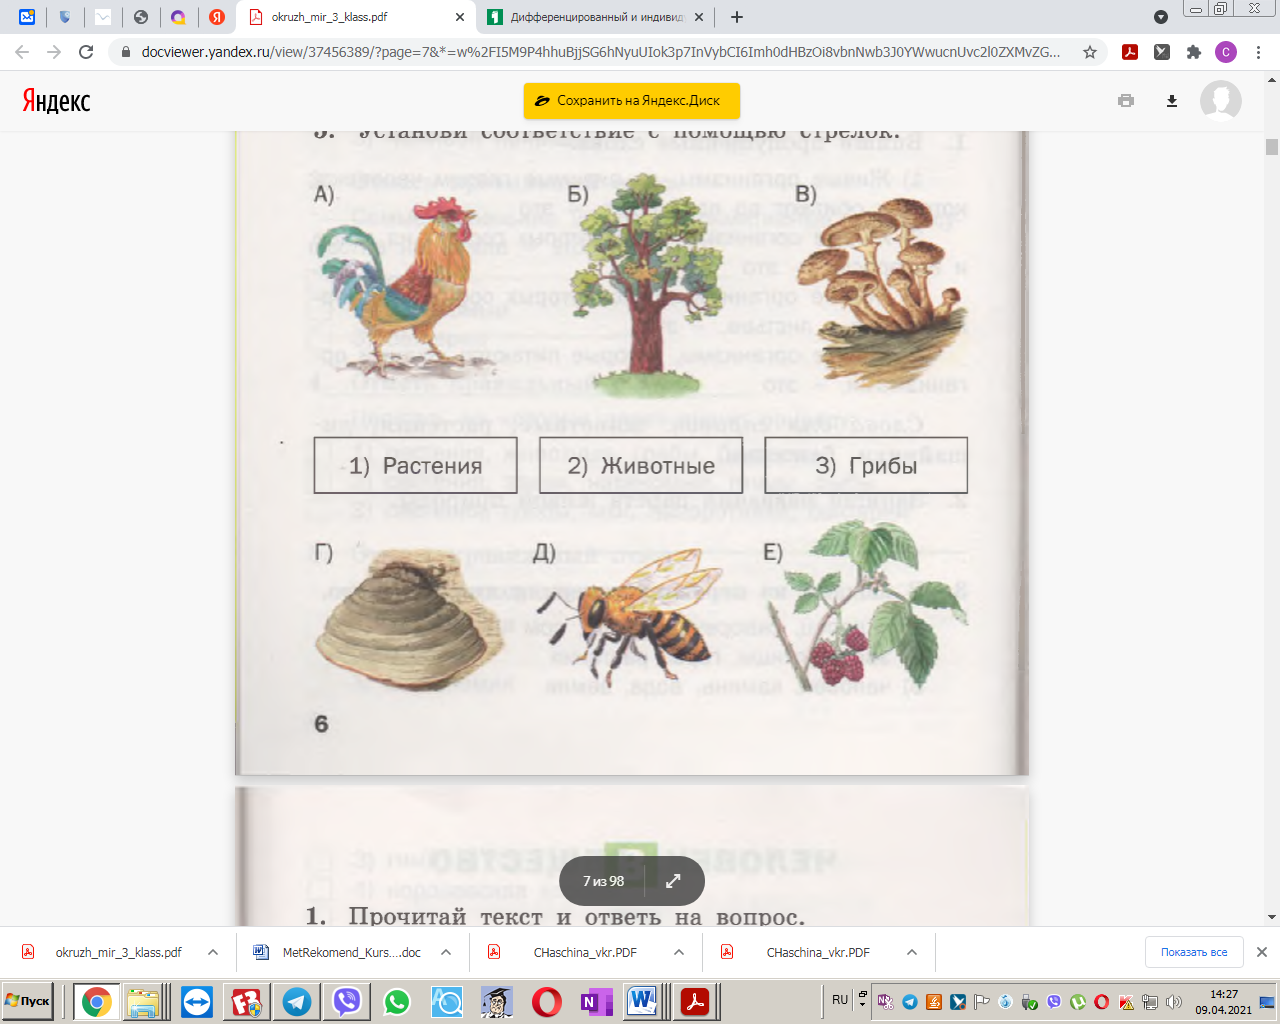 okruzh_mir_3_klass.pdf
Дифференцированный и индивид
docviewer.yandex.ru/view/37456389/?page=7&*=w%2FI5M9P4hhuBjjSG6hNyuUIok3p7InVybCI6Imh0dHBzOi8vbnNwb3J0YWwucnUvc2l0ZXMvZG...
C
Яндекс
Сохранить на Яндекс.Диск
3. Установи соответствие с помощью стрелок.
А)
Б)
В)
1) Растения
2) Животные
3) Грибы
Г)
Д)
Е)
6
7 из 98
1. Прочитай текст и ответь на вопрос.
okruzh_mir_3_klass.pdf
MetRekomend_Kurs....doc
CHaschina_vkr.PDF
CHaschina_vkr.PDF
Показать все
Пуск
RU
14:27
09.04.2021